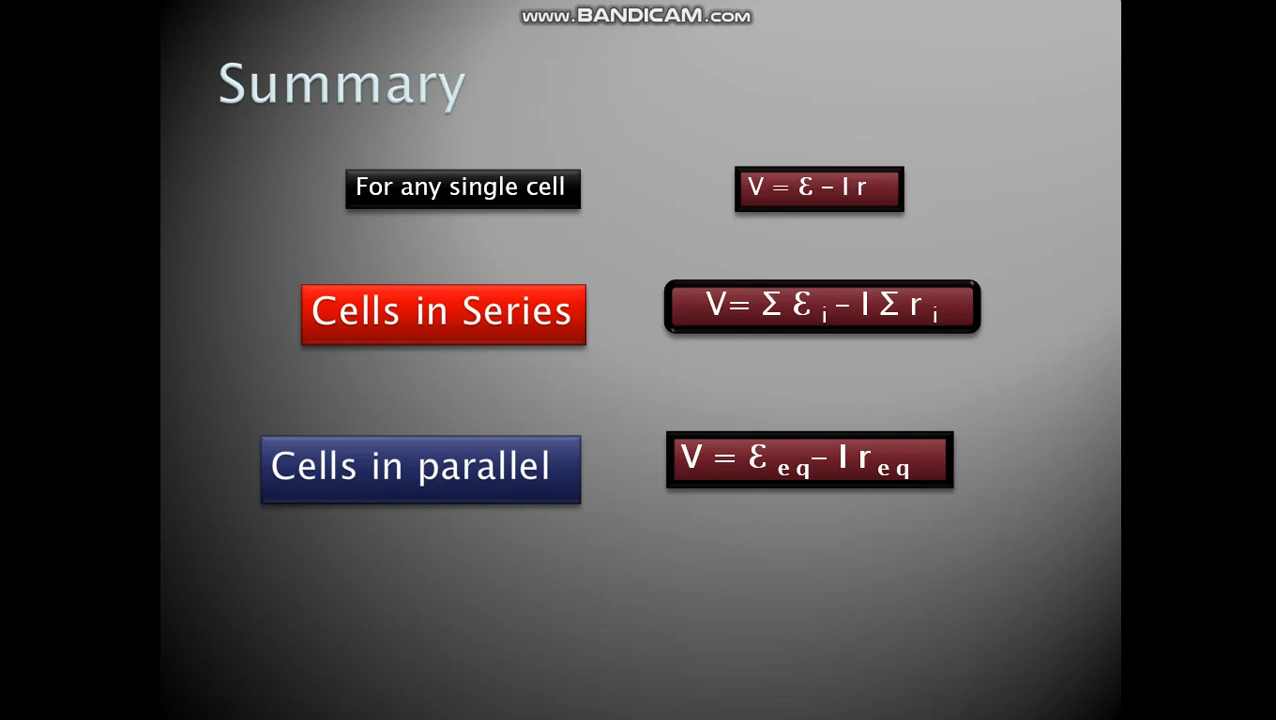 www.BANDICAM.com
Summary
For any single cell
V = ℇ – I r
Cells in Series
V= Σ ℇ i – I Σ r i
Cells in parallel
V = ℇ eq – I r eq